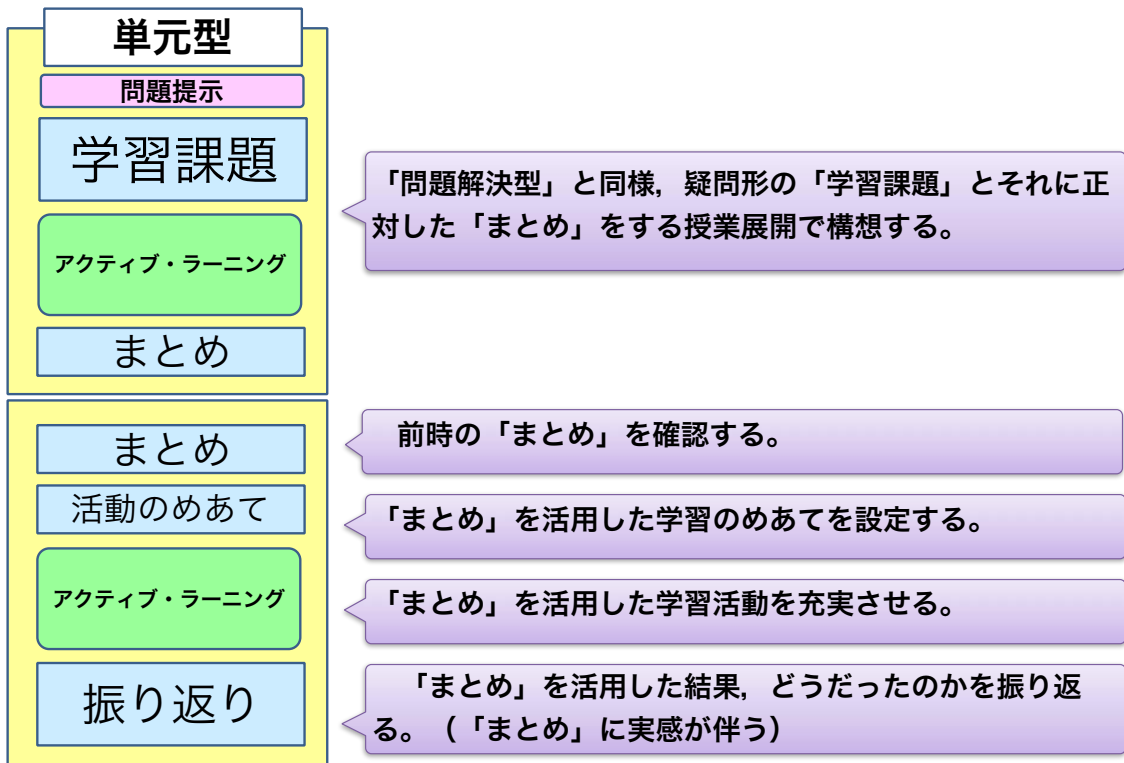 単元型
問題提示
学習課題
「問題解決型」と同様，疑問形の「学習課題」とそれに正
対した「まとめ」をする授業展開で構想する。
アクティブ・ラーニング
まとめ
まとめ
前時の「まとめ」を確認する。
活動のめあて
「まとめ」を活用した学習のめあてを設定する。
アクティブ・ラーニング
「まとめ」を活用した学習活動を充実させる。
振り返り
「まとめ」を活用した結果，どうだったのかを振り返
る。（「まとめ」に実感が伴う）